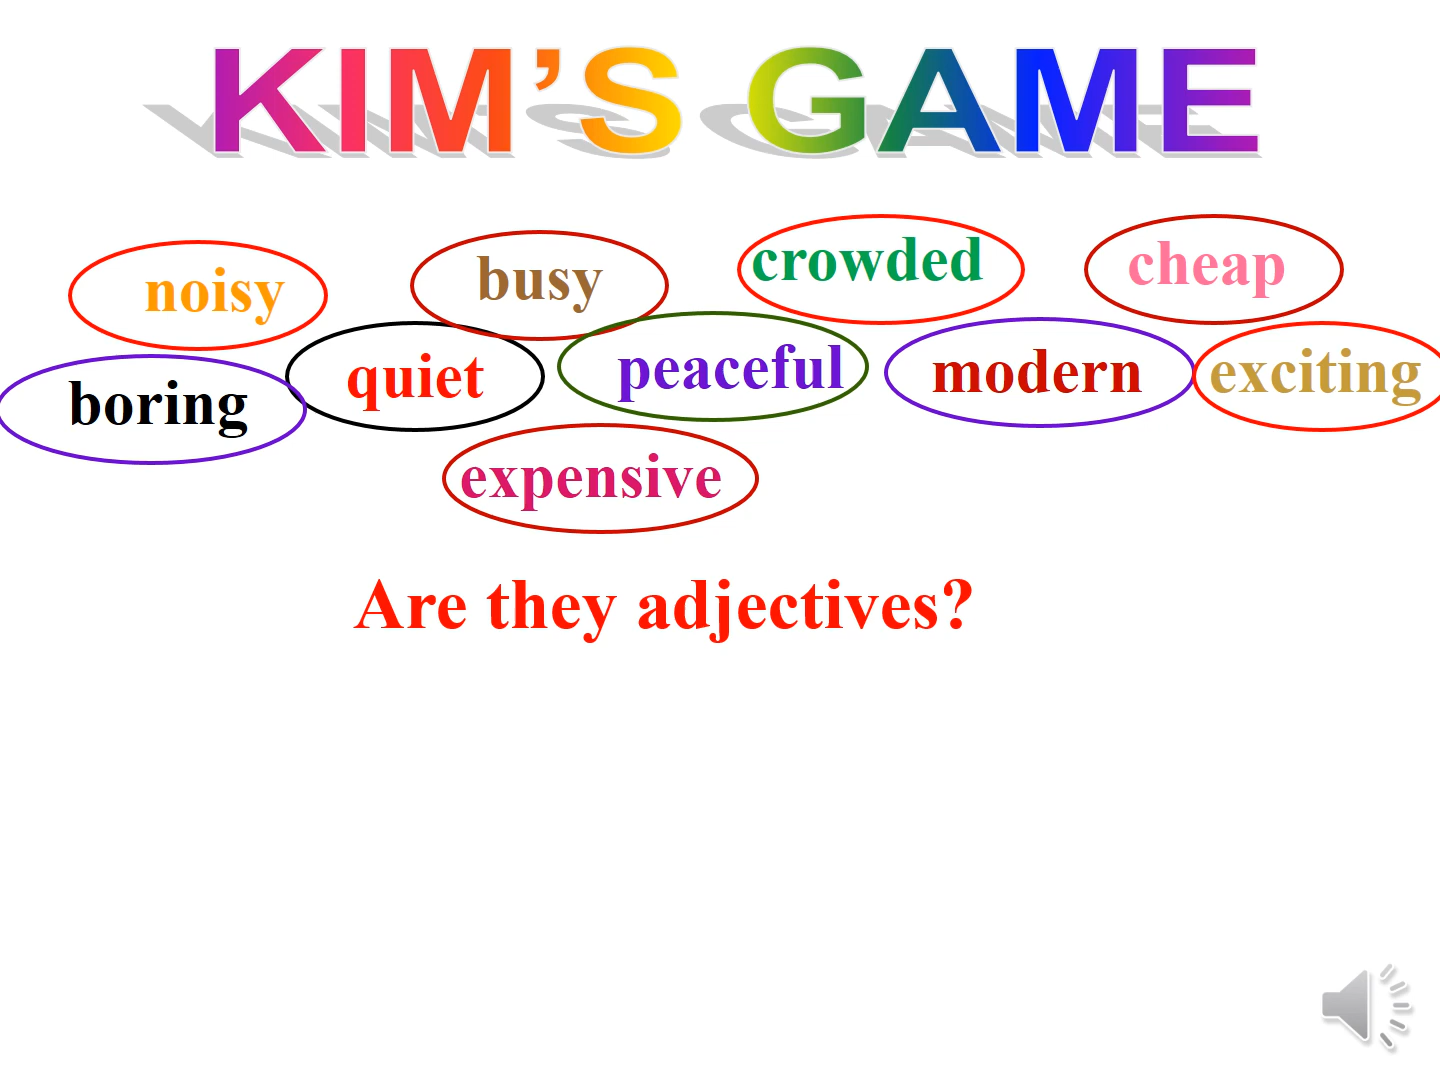 KIM'S GAME
noisy
busy
crowded
cheap
boring
quiet
peaceful
modern
exciting
expensive
Are they adjectives?